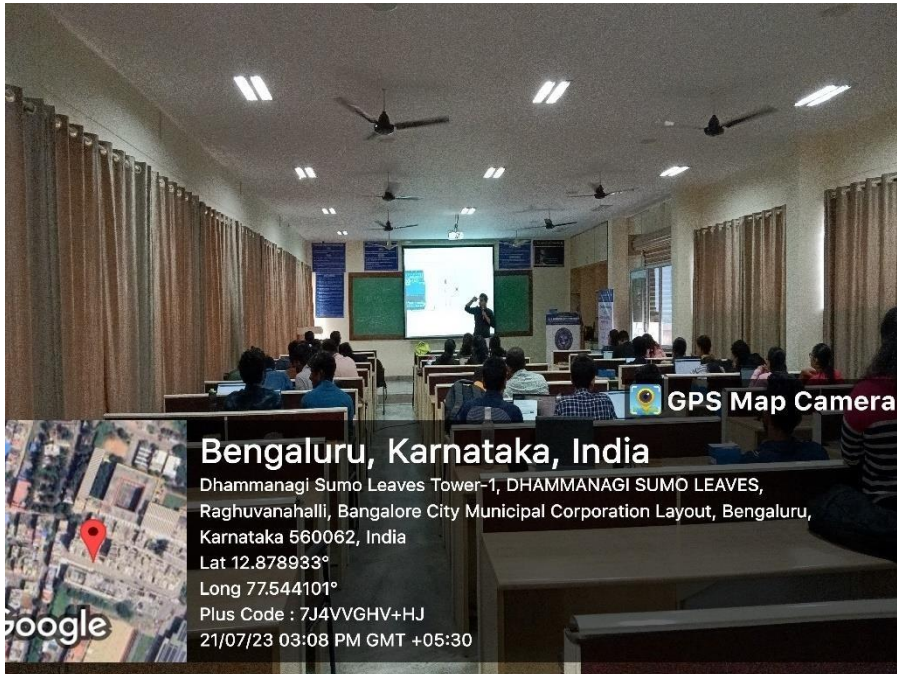 GPS Map Camera
Bengaluru, Karnataka, India
Dhammanagi Sumo Leaves Tower-1, DHAMMANAGI SUMO LEAVES,
Raghuvanahalli, Bangalore City Municipal Corporation Layout, Bengaluru,
Karnataka 560062, India
Lat 12.878933°
Long 77.544101°
Plus Code : 7J4VVGHV+HJ
21/07/23 03:08 PM GMT +05:30
Google